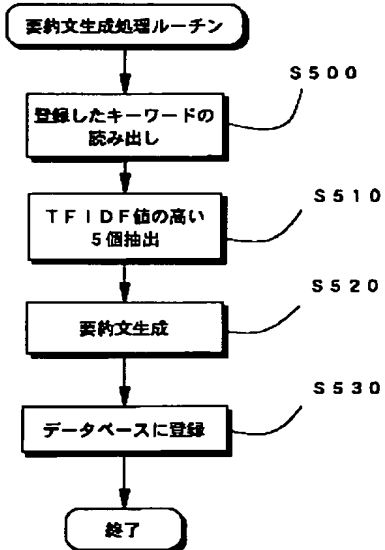 要約文生成処理ルーチン
S500
登録したキーワードの
読み出し
S510
TFIDF値の高い
5個抽出
S520
要約文生成
S530
データベースに登録
終了